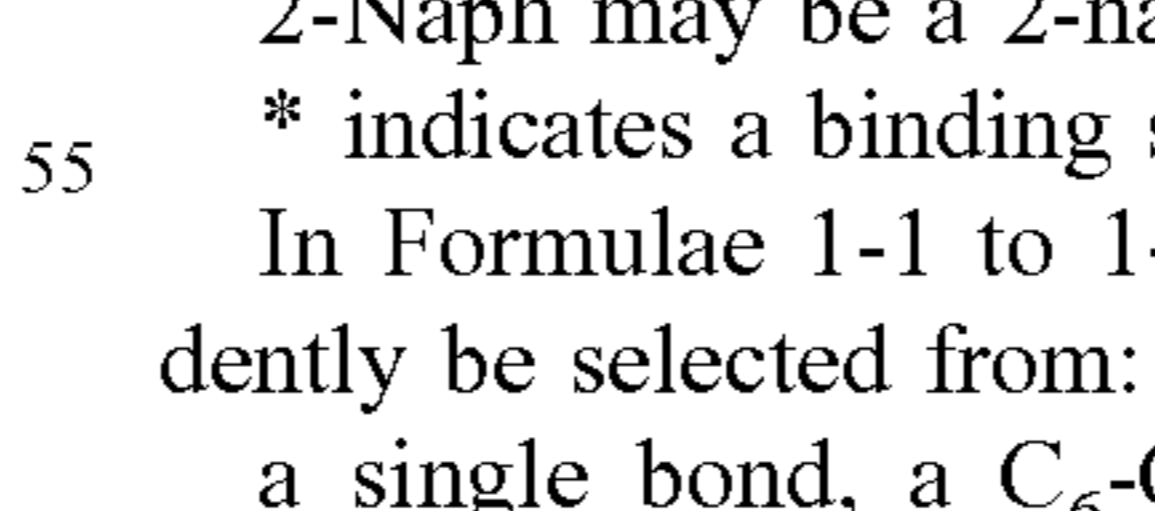 2-Naph may be a 2-na
* indicates a binding
55
In Formulae 1-1 to 1-
dently be selected from:
a single bond, a C₆-C